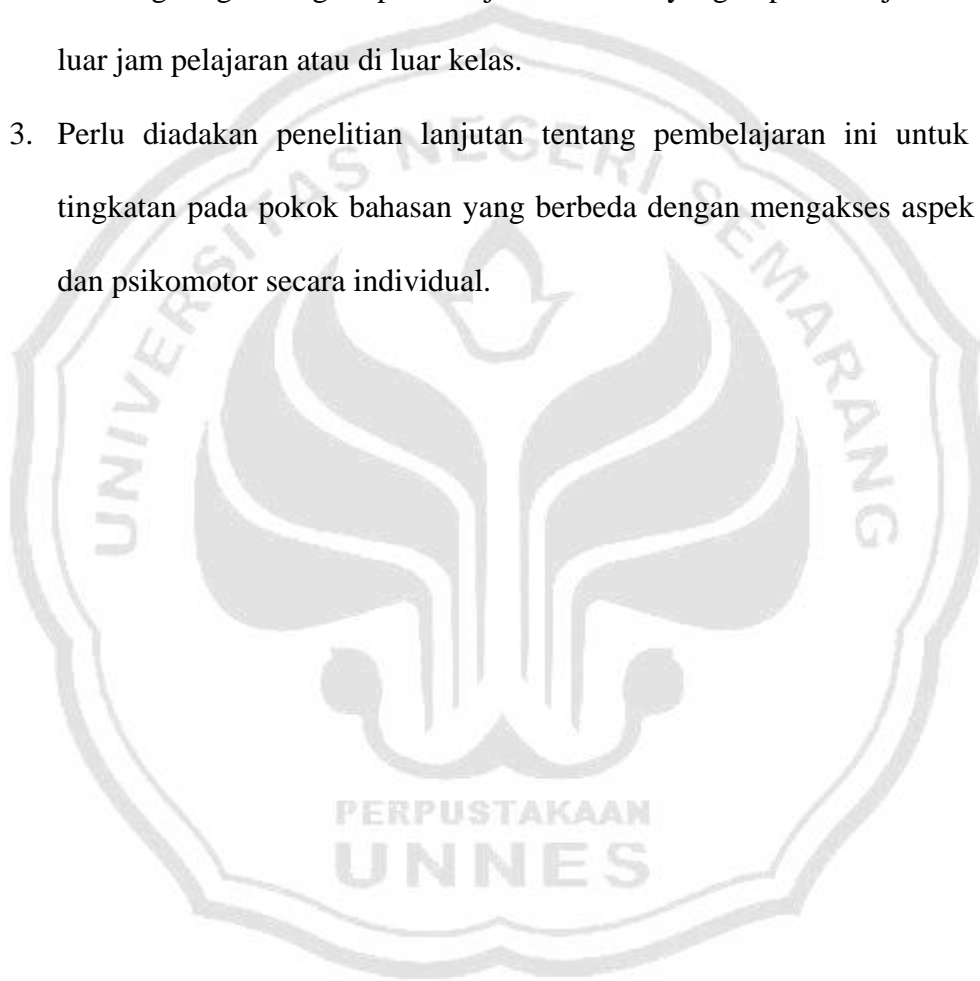 luar jam pelajaran atau di luar kelas.
3. Perlu diadakan penelitian lanjutan tentang pembelajaran ini untuk
tingkatan pada pokok bahasan yang berbeda dengan mengakses aspek
dan psikomotor secara individual.
UNIVERSITAS NEGERI SEMARANG
PERPUSTAKAAN
UNNES